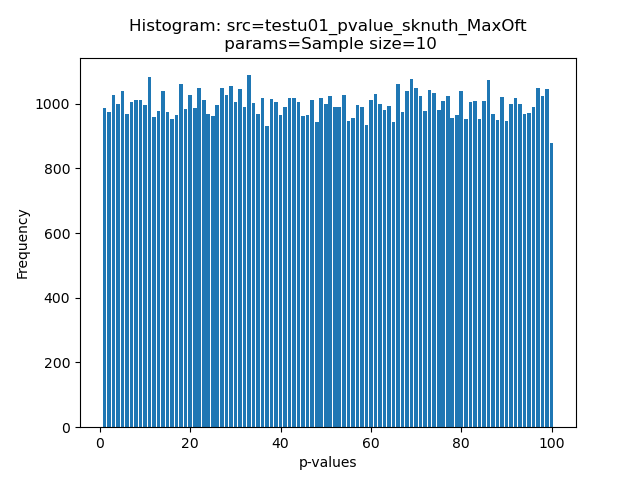 Histogram: src=testu01_pvalue_sknuth_MaxOft
params=Sample size=10
1000
800
600
400
200
0
Frequency
0 20 40 60 80 100
p-values